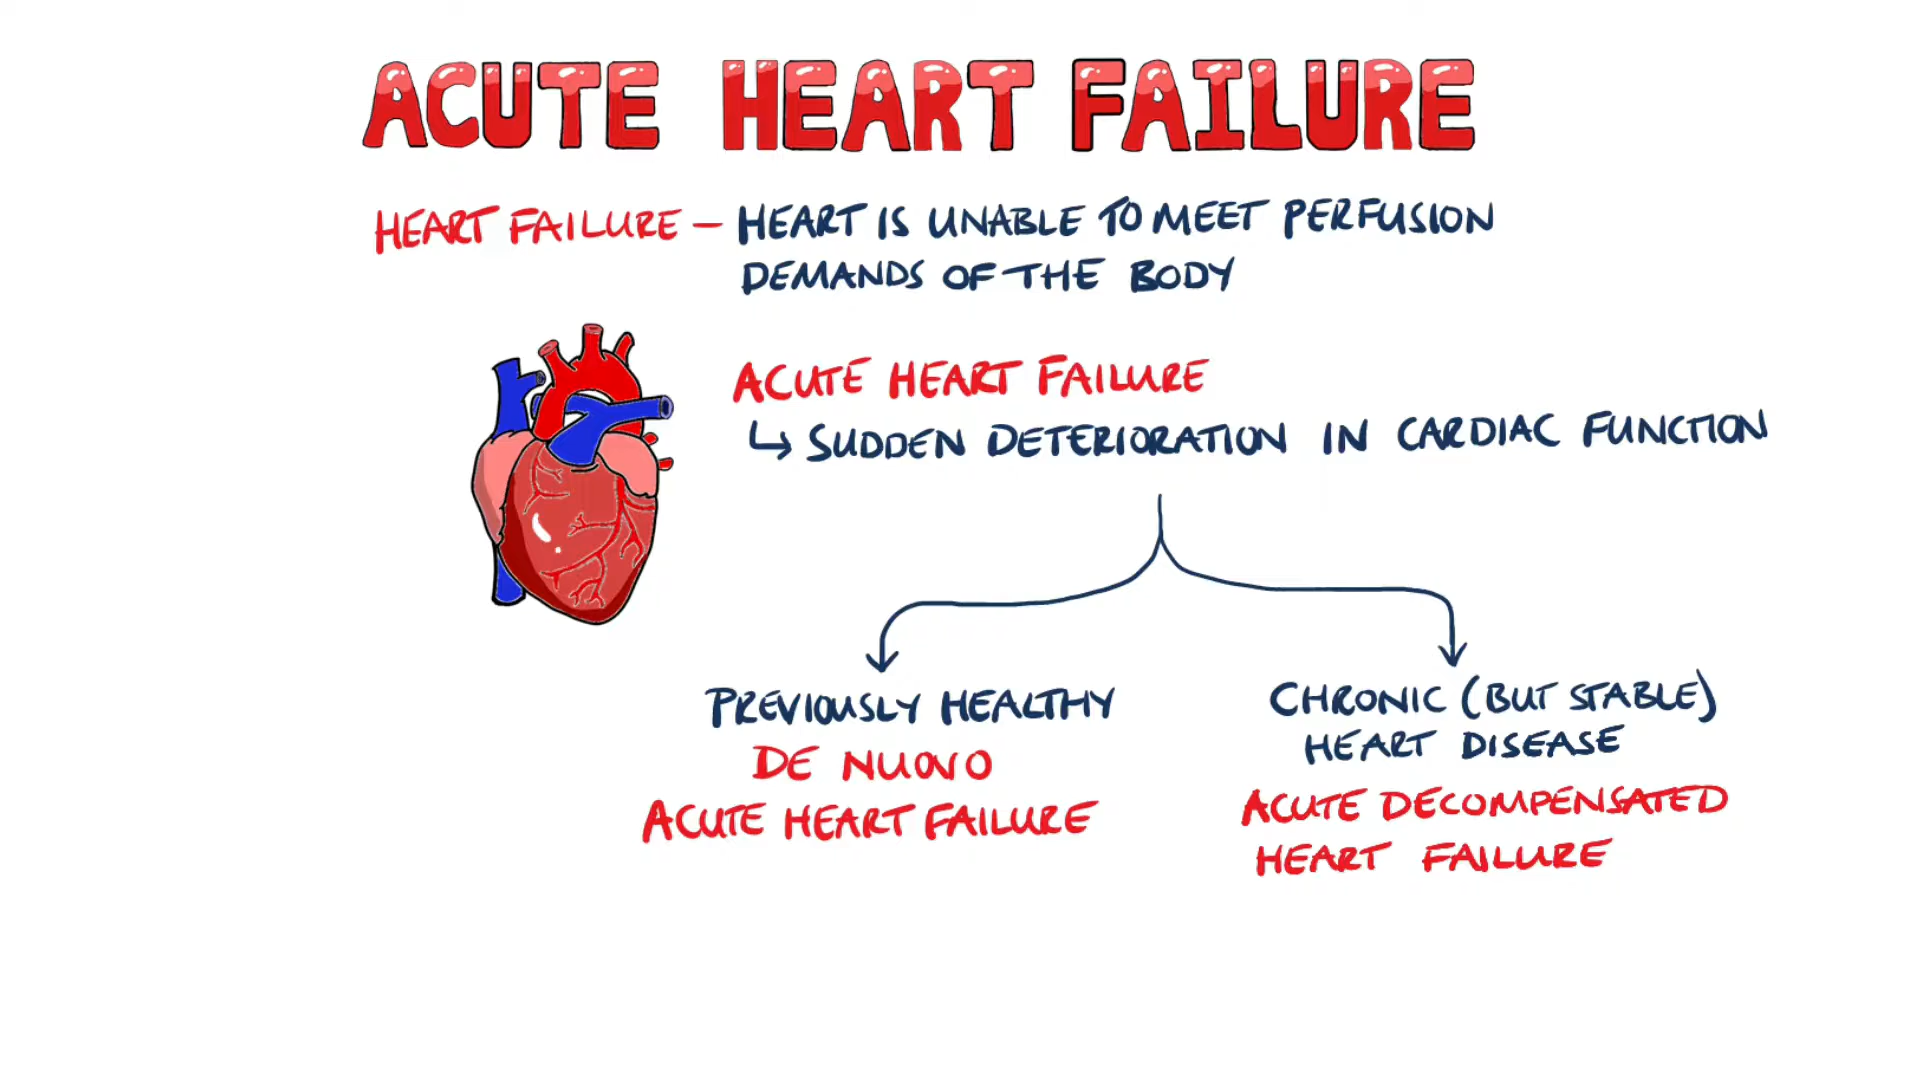 ACUTE HEART FAILURE
HEART FAILURE – HEART IS UNABLE TO MEET PERFUSION
DEMANDS OF THE BODY
ACUTE HEART FAILURE
↳ SUDDEN DETERIORATION IN CARDIAC FUNCTION
PREVIOUSLY HEALTHY
DE NUOVO
ACUTE HEART FAILURE
CHRONIC (BUT STABLE)
HEART DISEASE
ACUTE DECOMPENSATED
HEART FAILURE